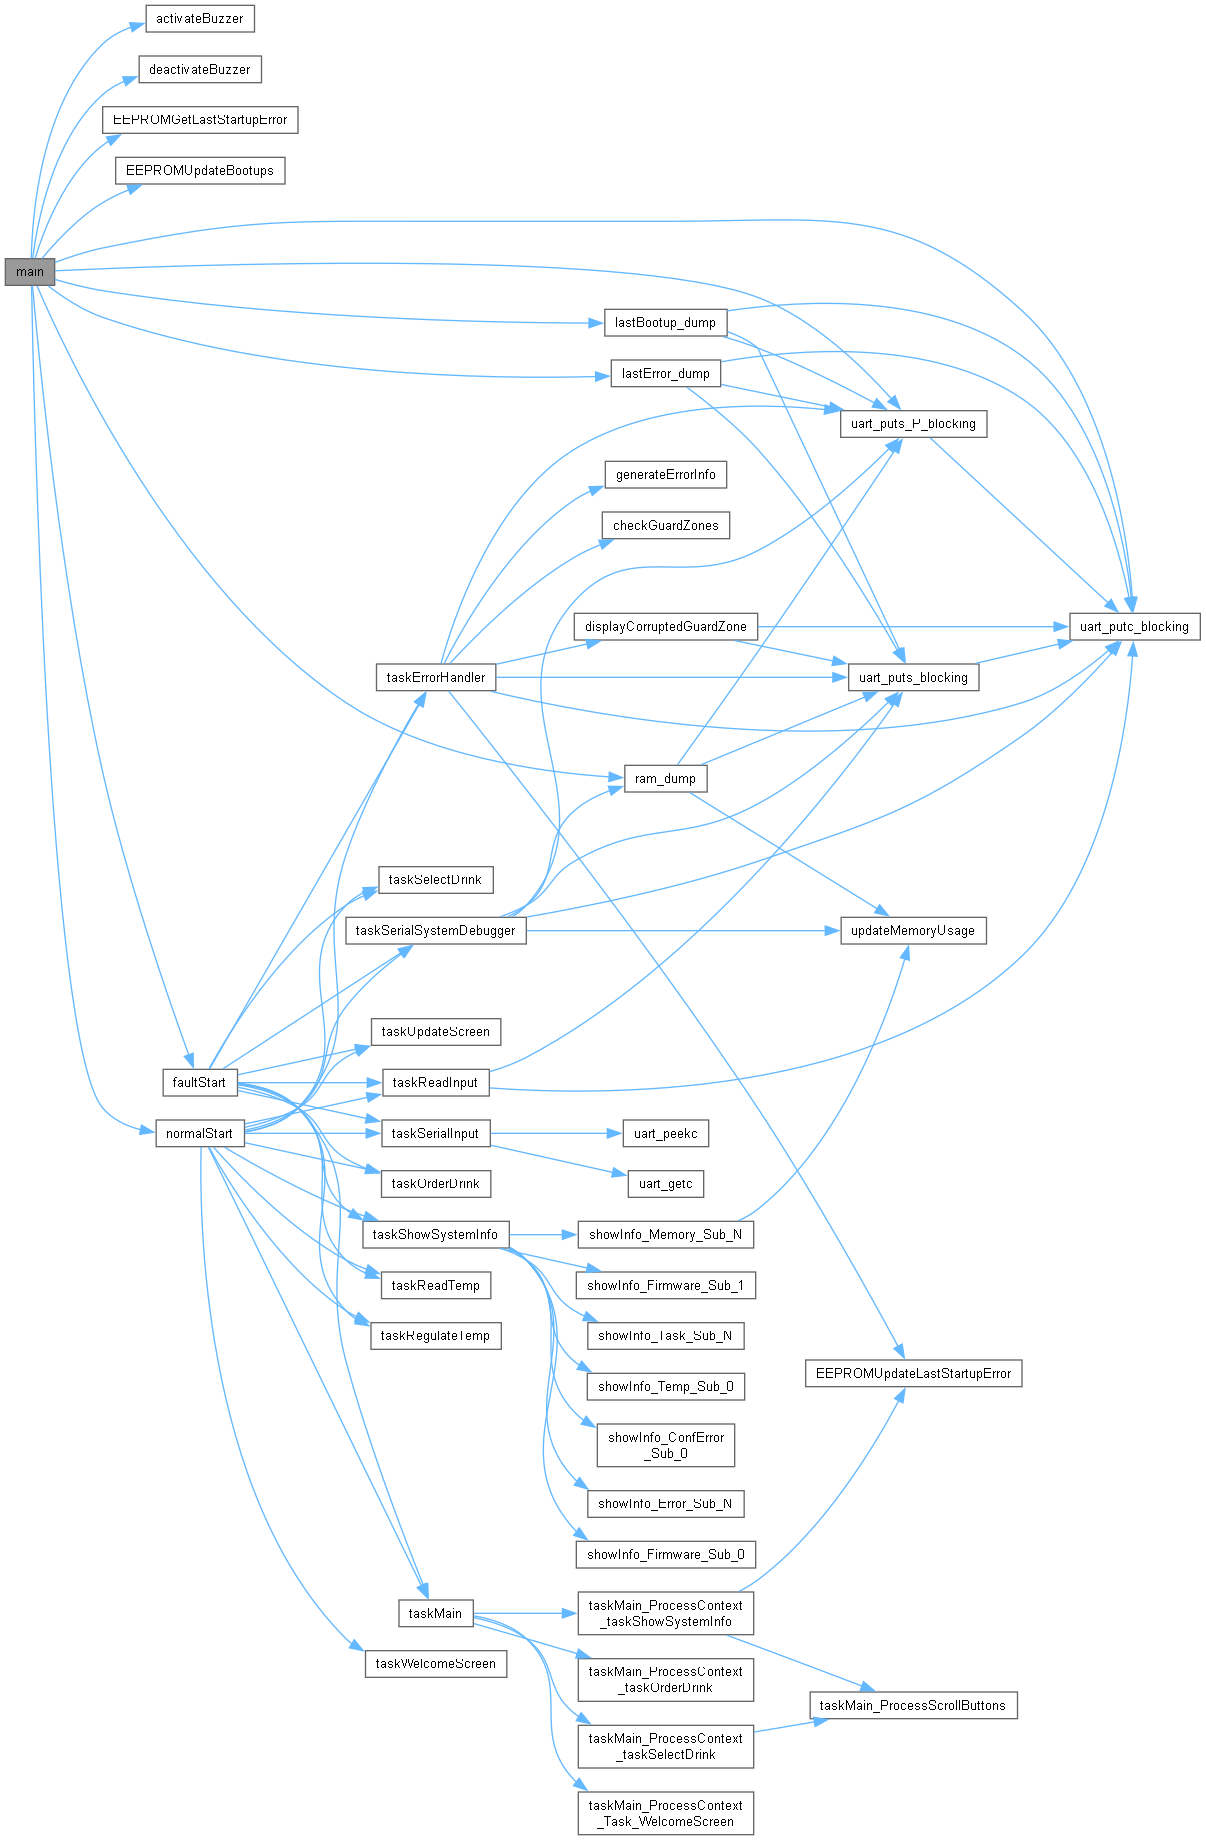 activateBuzzer
deactivateBuzzer
EEPROMGetLastStartupError
EEPROMUpdateBootups
main
lastBootup_dump
lastError_dump
uart_puts_P_blocking
generateErrorInfo
checkGuardZones
displayCorruptedGuardZone
uart_putc_blocking
taskErrorHandler
uart_puts_blocking
ram_dump
taskSelectDrink
taskSerialSystemDebugger
updateMemoryUsage
taskUpdateScreen
faultStart
taskReadInput
normalStart
taskSerialInput
uart_peekc
taskOrderDrink
uart_getc
taskShowSystemInfo
showInfo_Memory_Sub_N
taskReadTemp
showInfo_Firmware_Sub_1
taskRegulateTemp
showInfo_Task_Sub_N
EEPROMUpdateLastStartupError
showInfo_Temp_Sub_0
showInfo_ConfError
_Sub_0
showInfo_Error_Sub_N
showInfo_Firmware_Sub_0
taskMain
taskMain_ProcessContext
_taskShowSystemInfo
taskWelcomeScreen
taskMain_ProcessContext
_taskOrderDrink
taskMain_ProcessScrollButtons
taskMain_ProcessContext
_taskSelectDrink
taskMain_ProcessContext
_Task_WelcomeScreen